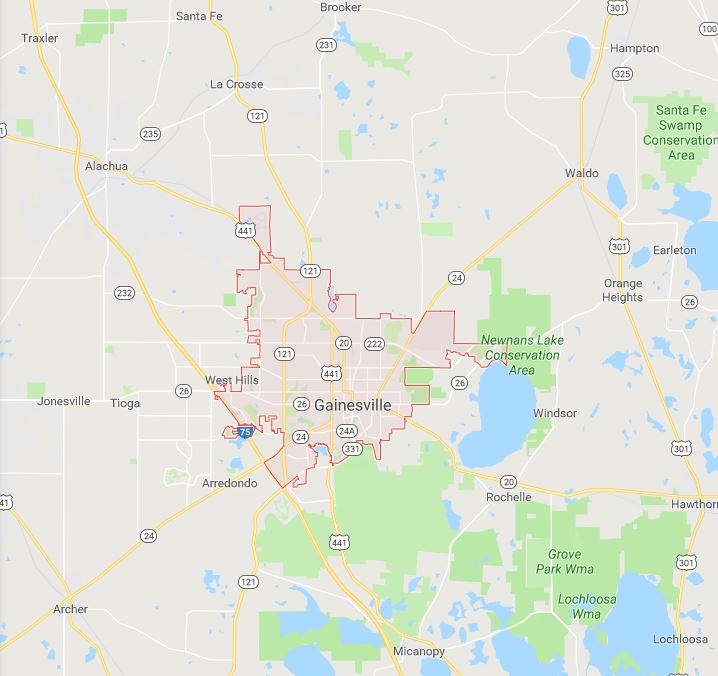 Brooker
301
Santa Fe
100
Traxler
231
Hampton
325
La Crosse
121
Santa Fe
Swamp
Conservation
Area
235
Alachua
Waldo
441
301
Earleton
121
24
Orange
Heights
232
26
Newnans Lake
Conservation
Area
20
222
121
441
West Hills
26
26
Jonesville
Tioga
26
Gainesville
Windsor
75
24
24A
331
301
Arredondo
20
Rochelle
41
Hawthorn
24
441
Grove
Park Wma
301
121
Lochloosa
Wma
Archer
Lochloosa
Micanopy